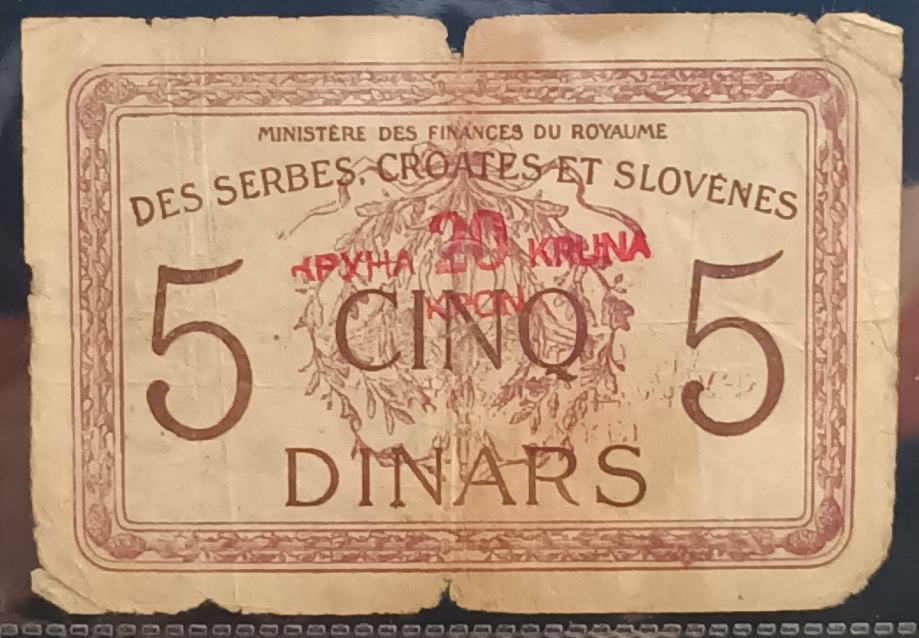 MINISTÈRE DES FINANCES DU ROYAUME
DES SERBES, CROATES ET SLOVÈNES
КРУНА 20 KRUNA
KRON
5 CINQ 5
DINARS